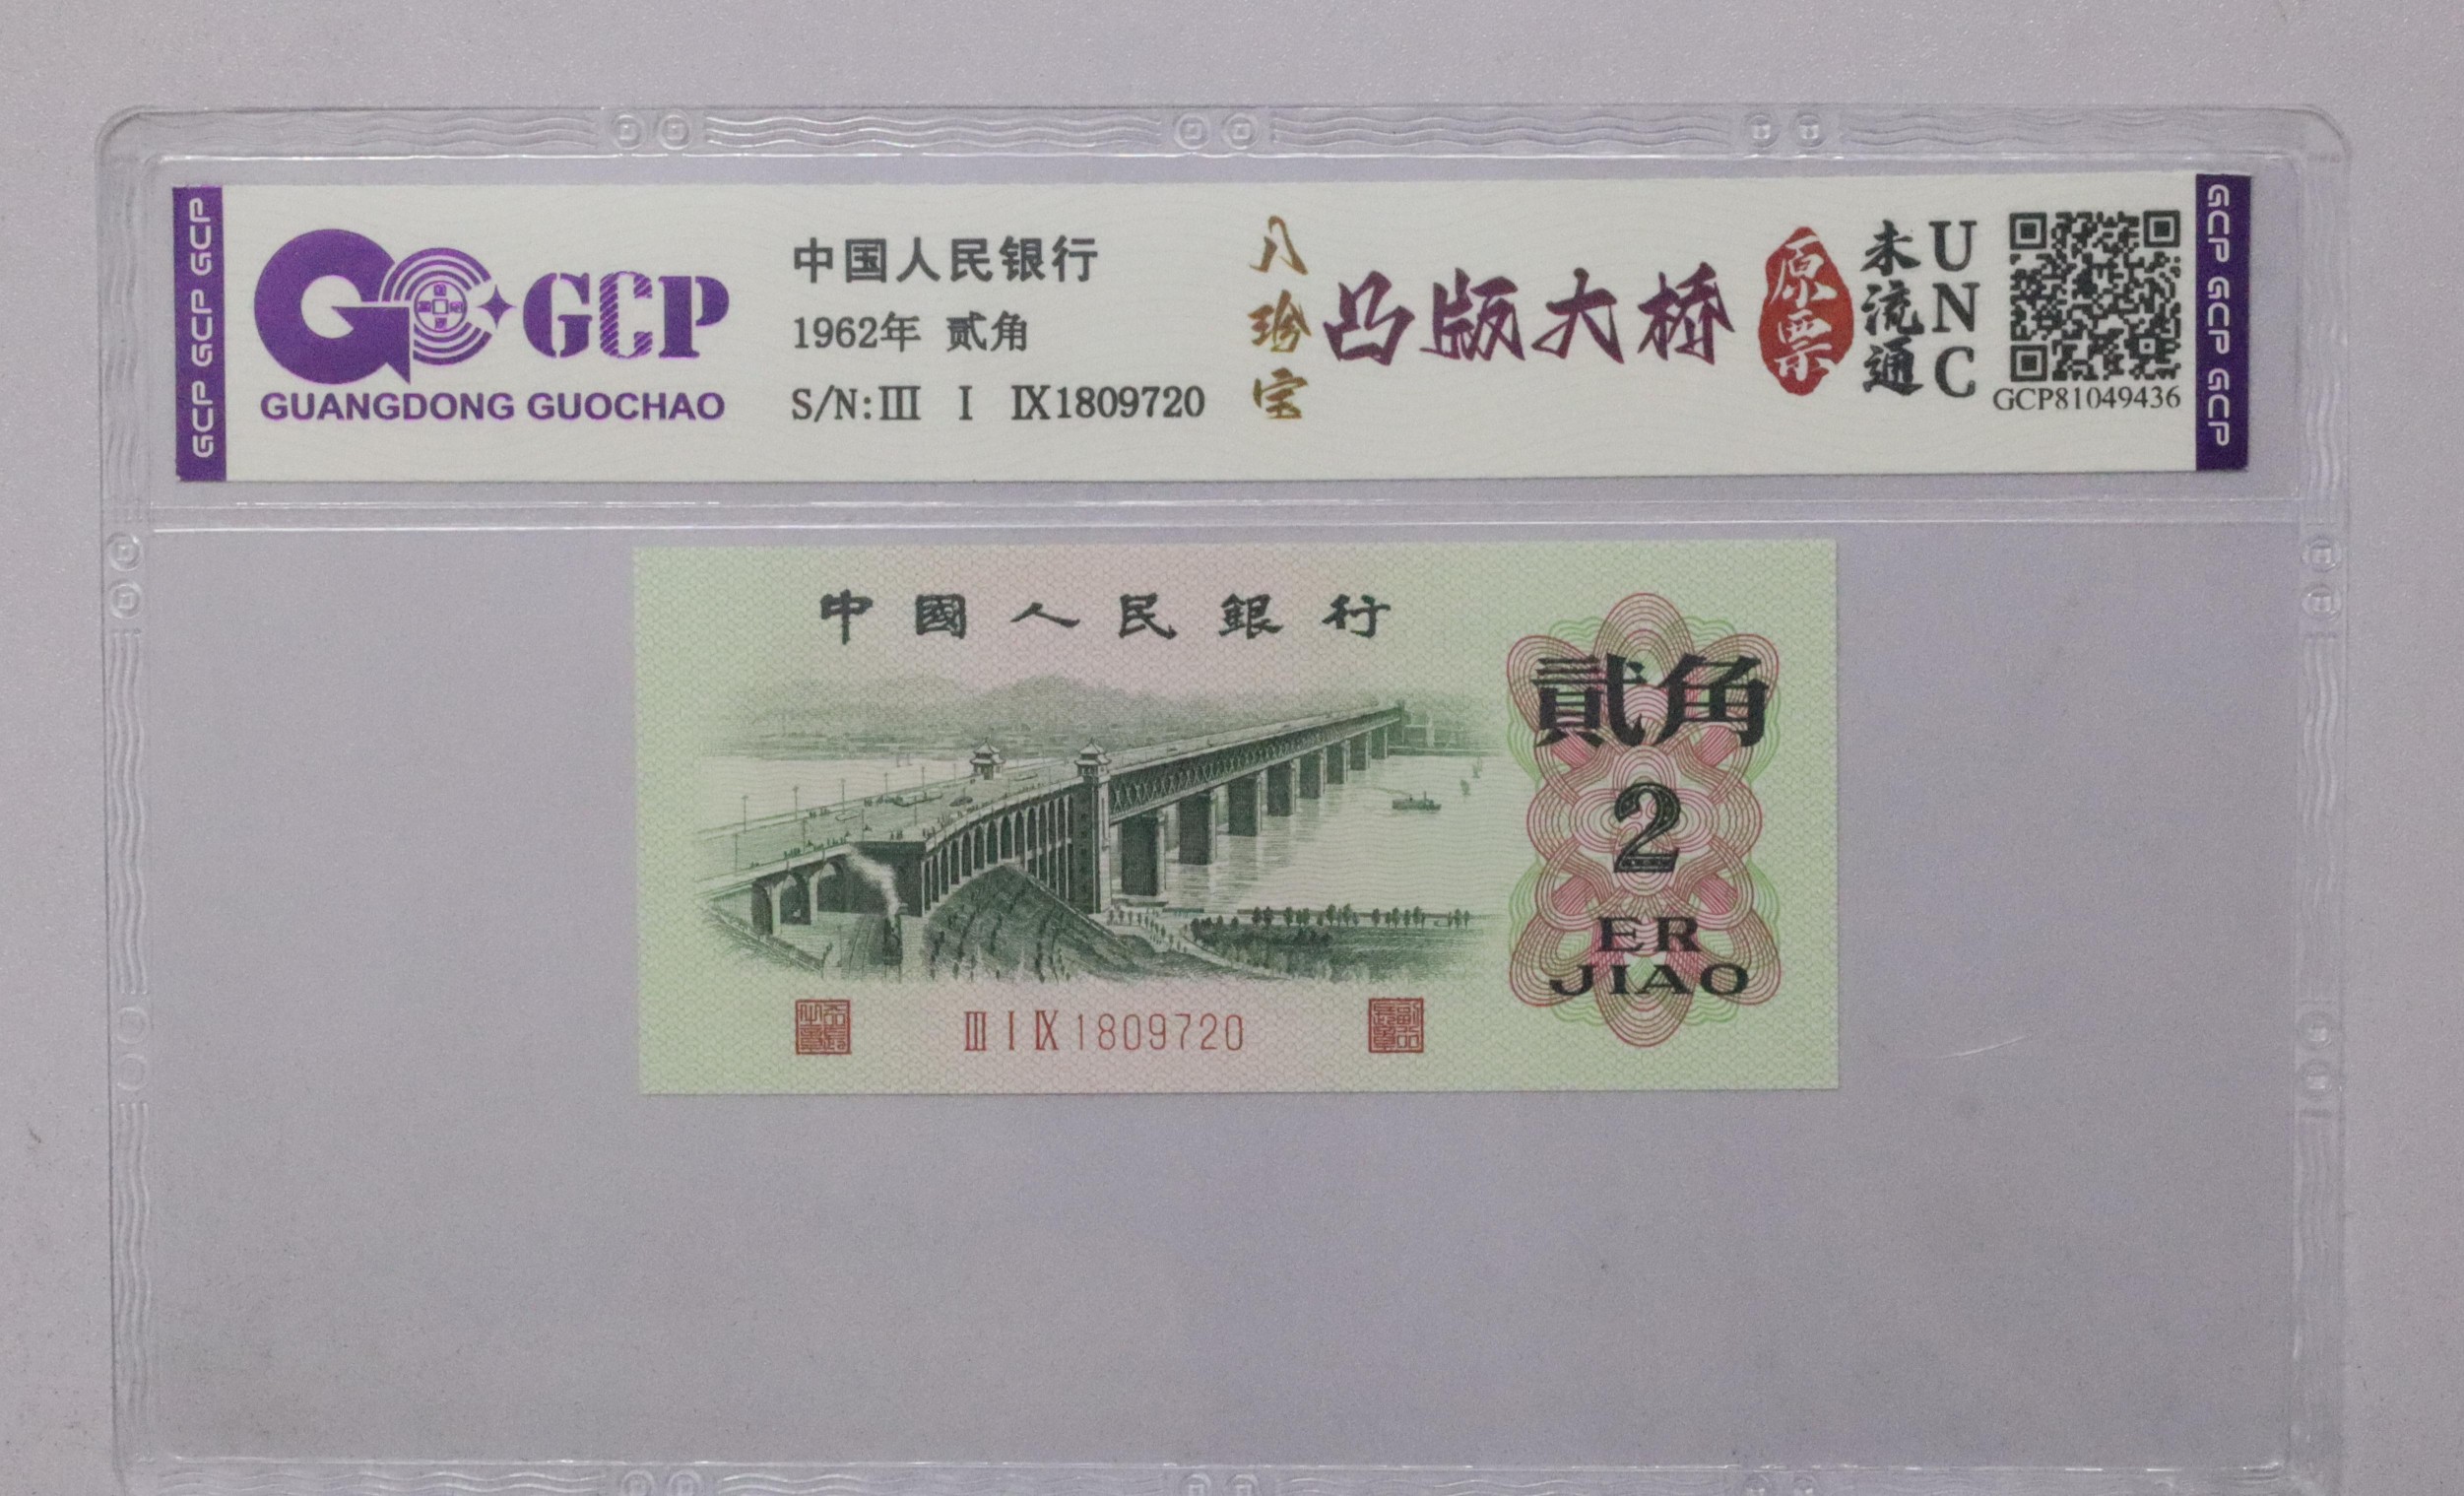 GCP GCP GCP
GCP
GUANGDONG GUOCHAO
中国人民银行
1962年 贰角
S/N:Ⅲ Ⅰ Ⅸ1809720
八珍宝
凸版大桥
原票
未流通
UNC
GCP81049436
GCP GCP GCP
中國人民銀行
貳角
2
ER
JIAO
Ⅲ Ⅰ Ⅸ 1809720